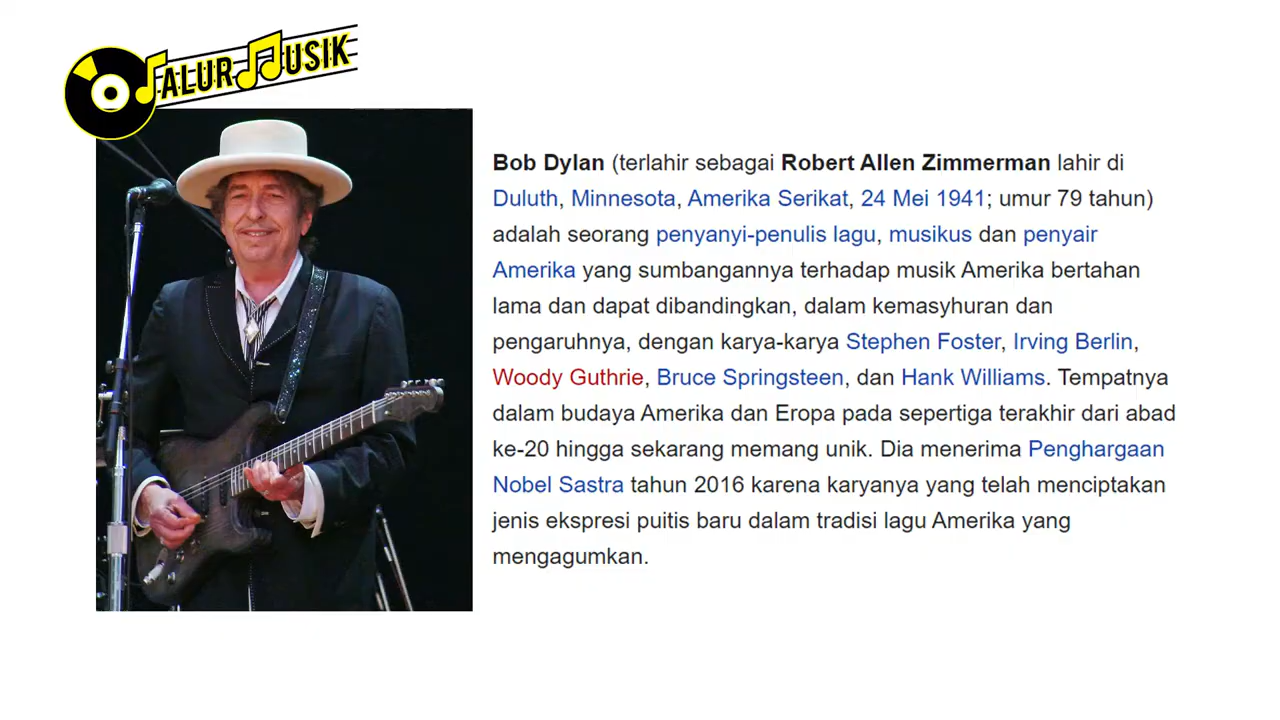 JALUR MUSIK
Bob Dylan (terlahir sebagai Robert Allen Zimmerman lahir di
Duluth, Minnesota, Amerika Serikat, 24 Mei 1941; umur 79 tahun)
adalah seorang penyanyi-penulis lagu, musikus dan penyair
Amerika yang sumbangannya terhadap musik Amerika bertahan
lama dan dapat dibandingkan, dalam kemasyhuran dan
pengaruhnya, dengan karya-karya Stephen Foster, Irving Berlin,
Woody Guthrie, Bruce Springsteen, dan Hank Williams. Tempatnya
dalam budaya Amerika dan Eropa pada sepertiga terakhir dari abad
ke-20 hingga sekarang memang unik. Dia menerima Penghargaan
Nobel Sastra tahun 2016 karena karyanya yang telah menciptakan
jenis ekspresi puitis baru dalam tradisi lagu Amerika yang
mengagumkan.